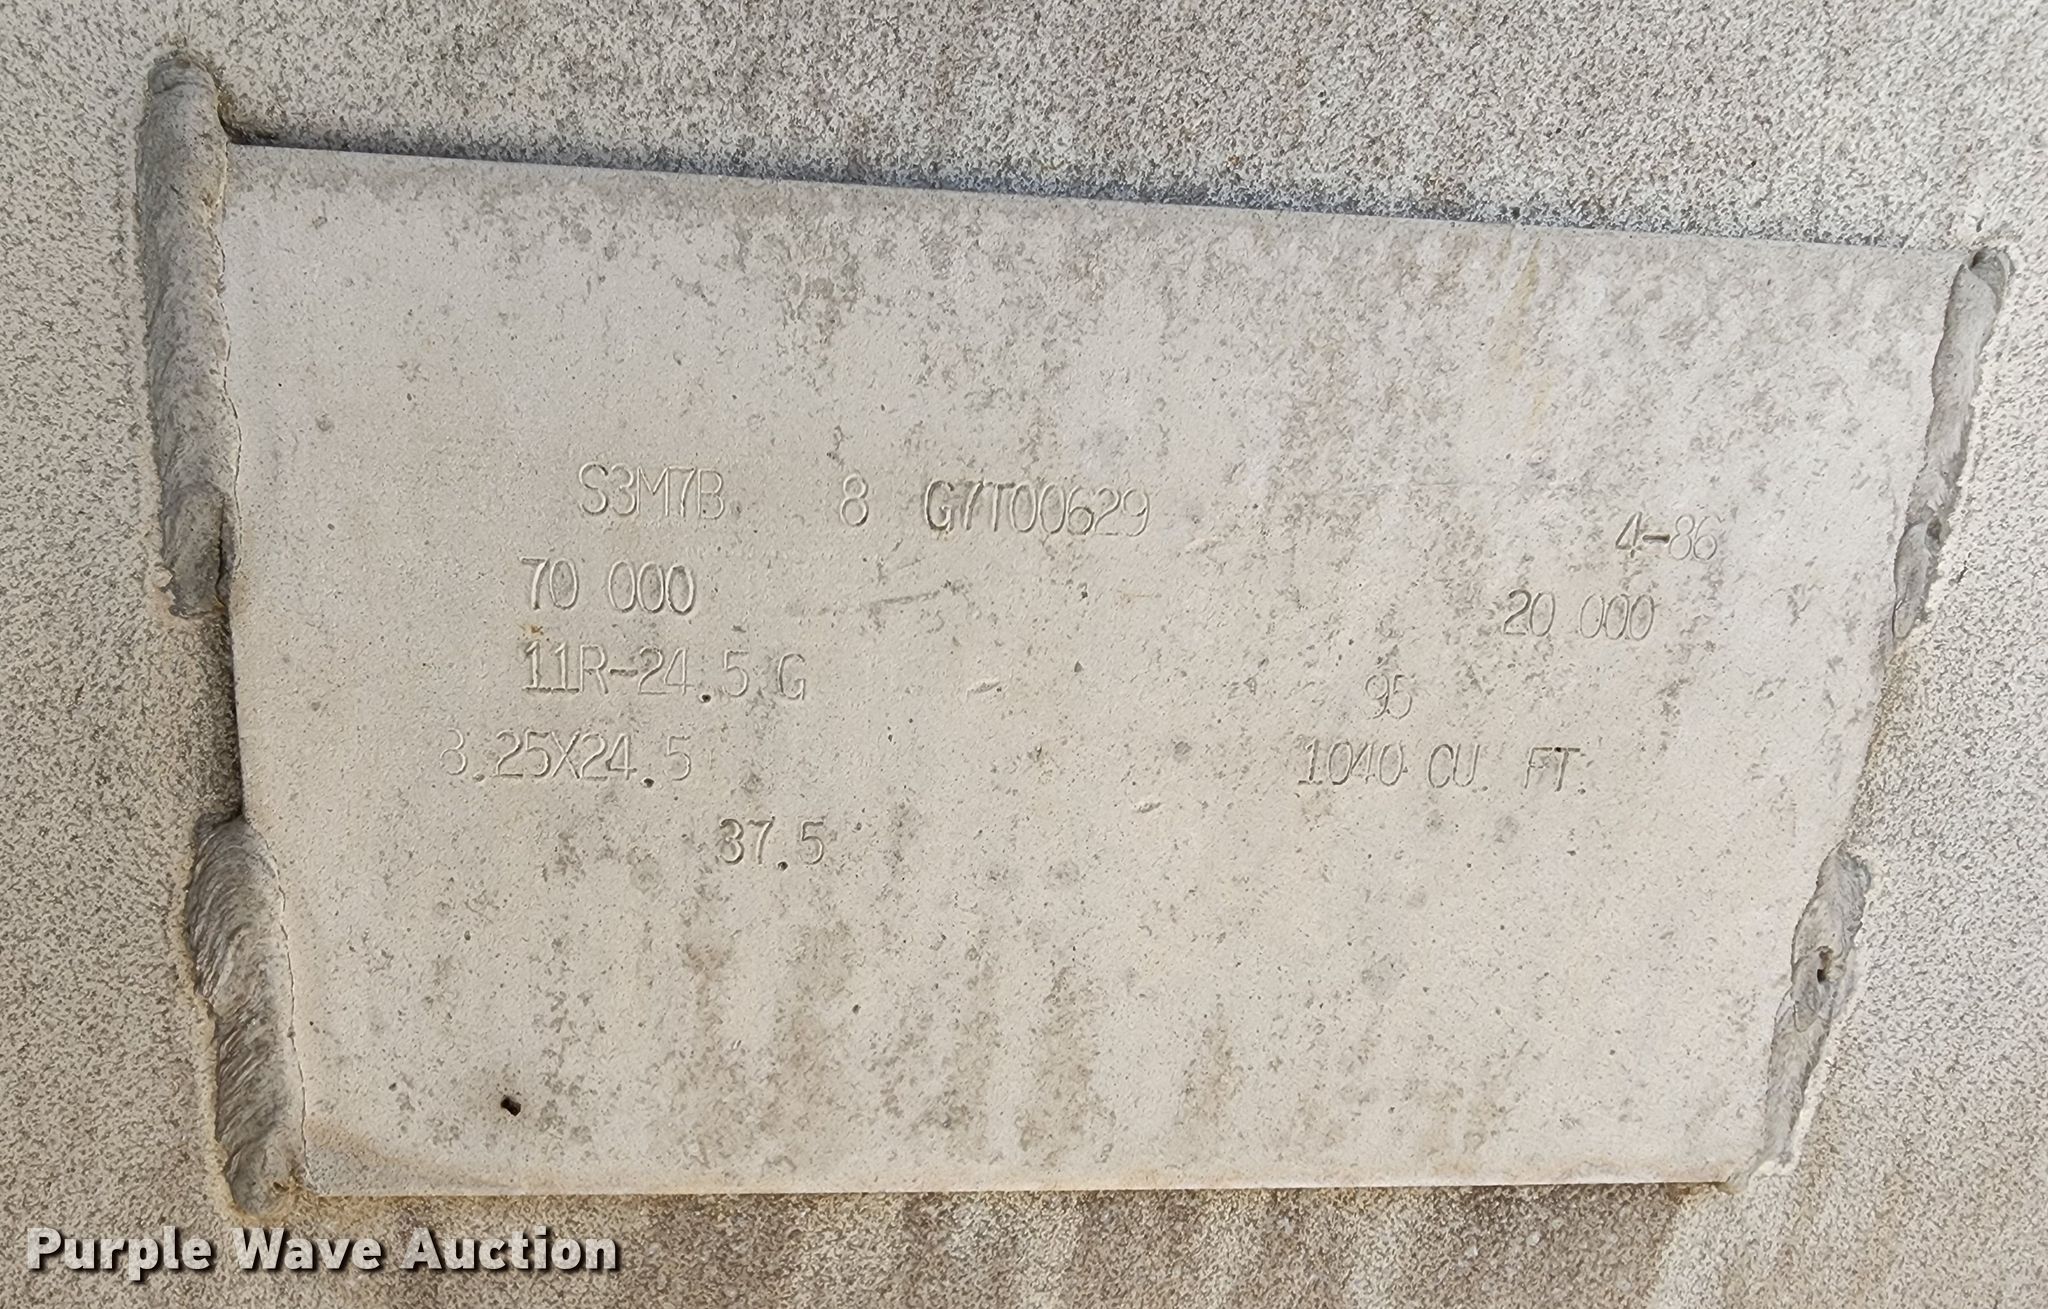 S3M7B 8 G7T00629 4-86
70 000 20 000
11R-24.5 G 95
8.25X24.5 1040 CU. FT.
37.5
Purple Wave Auction